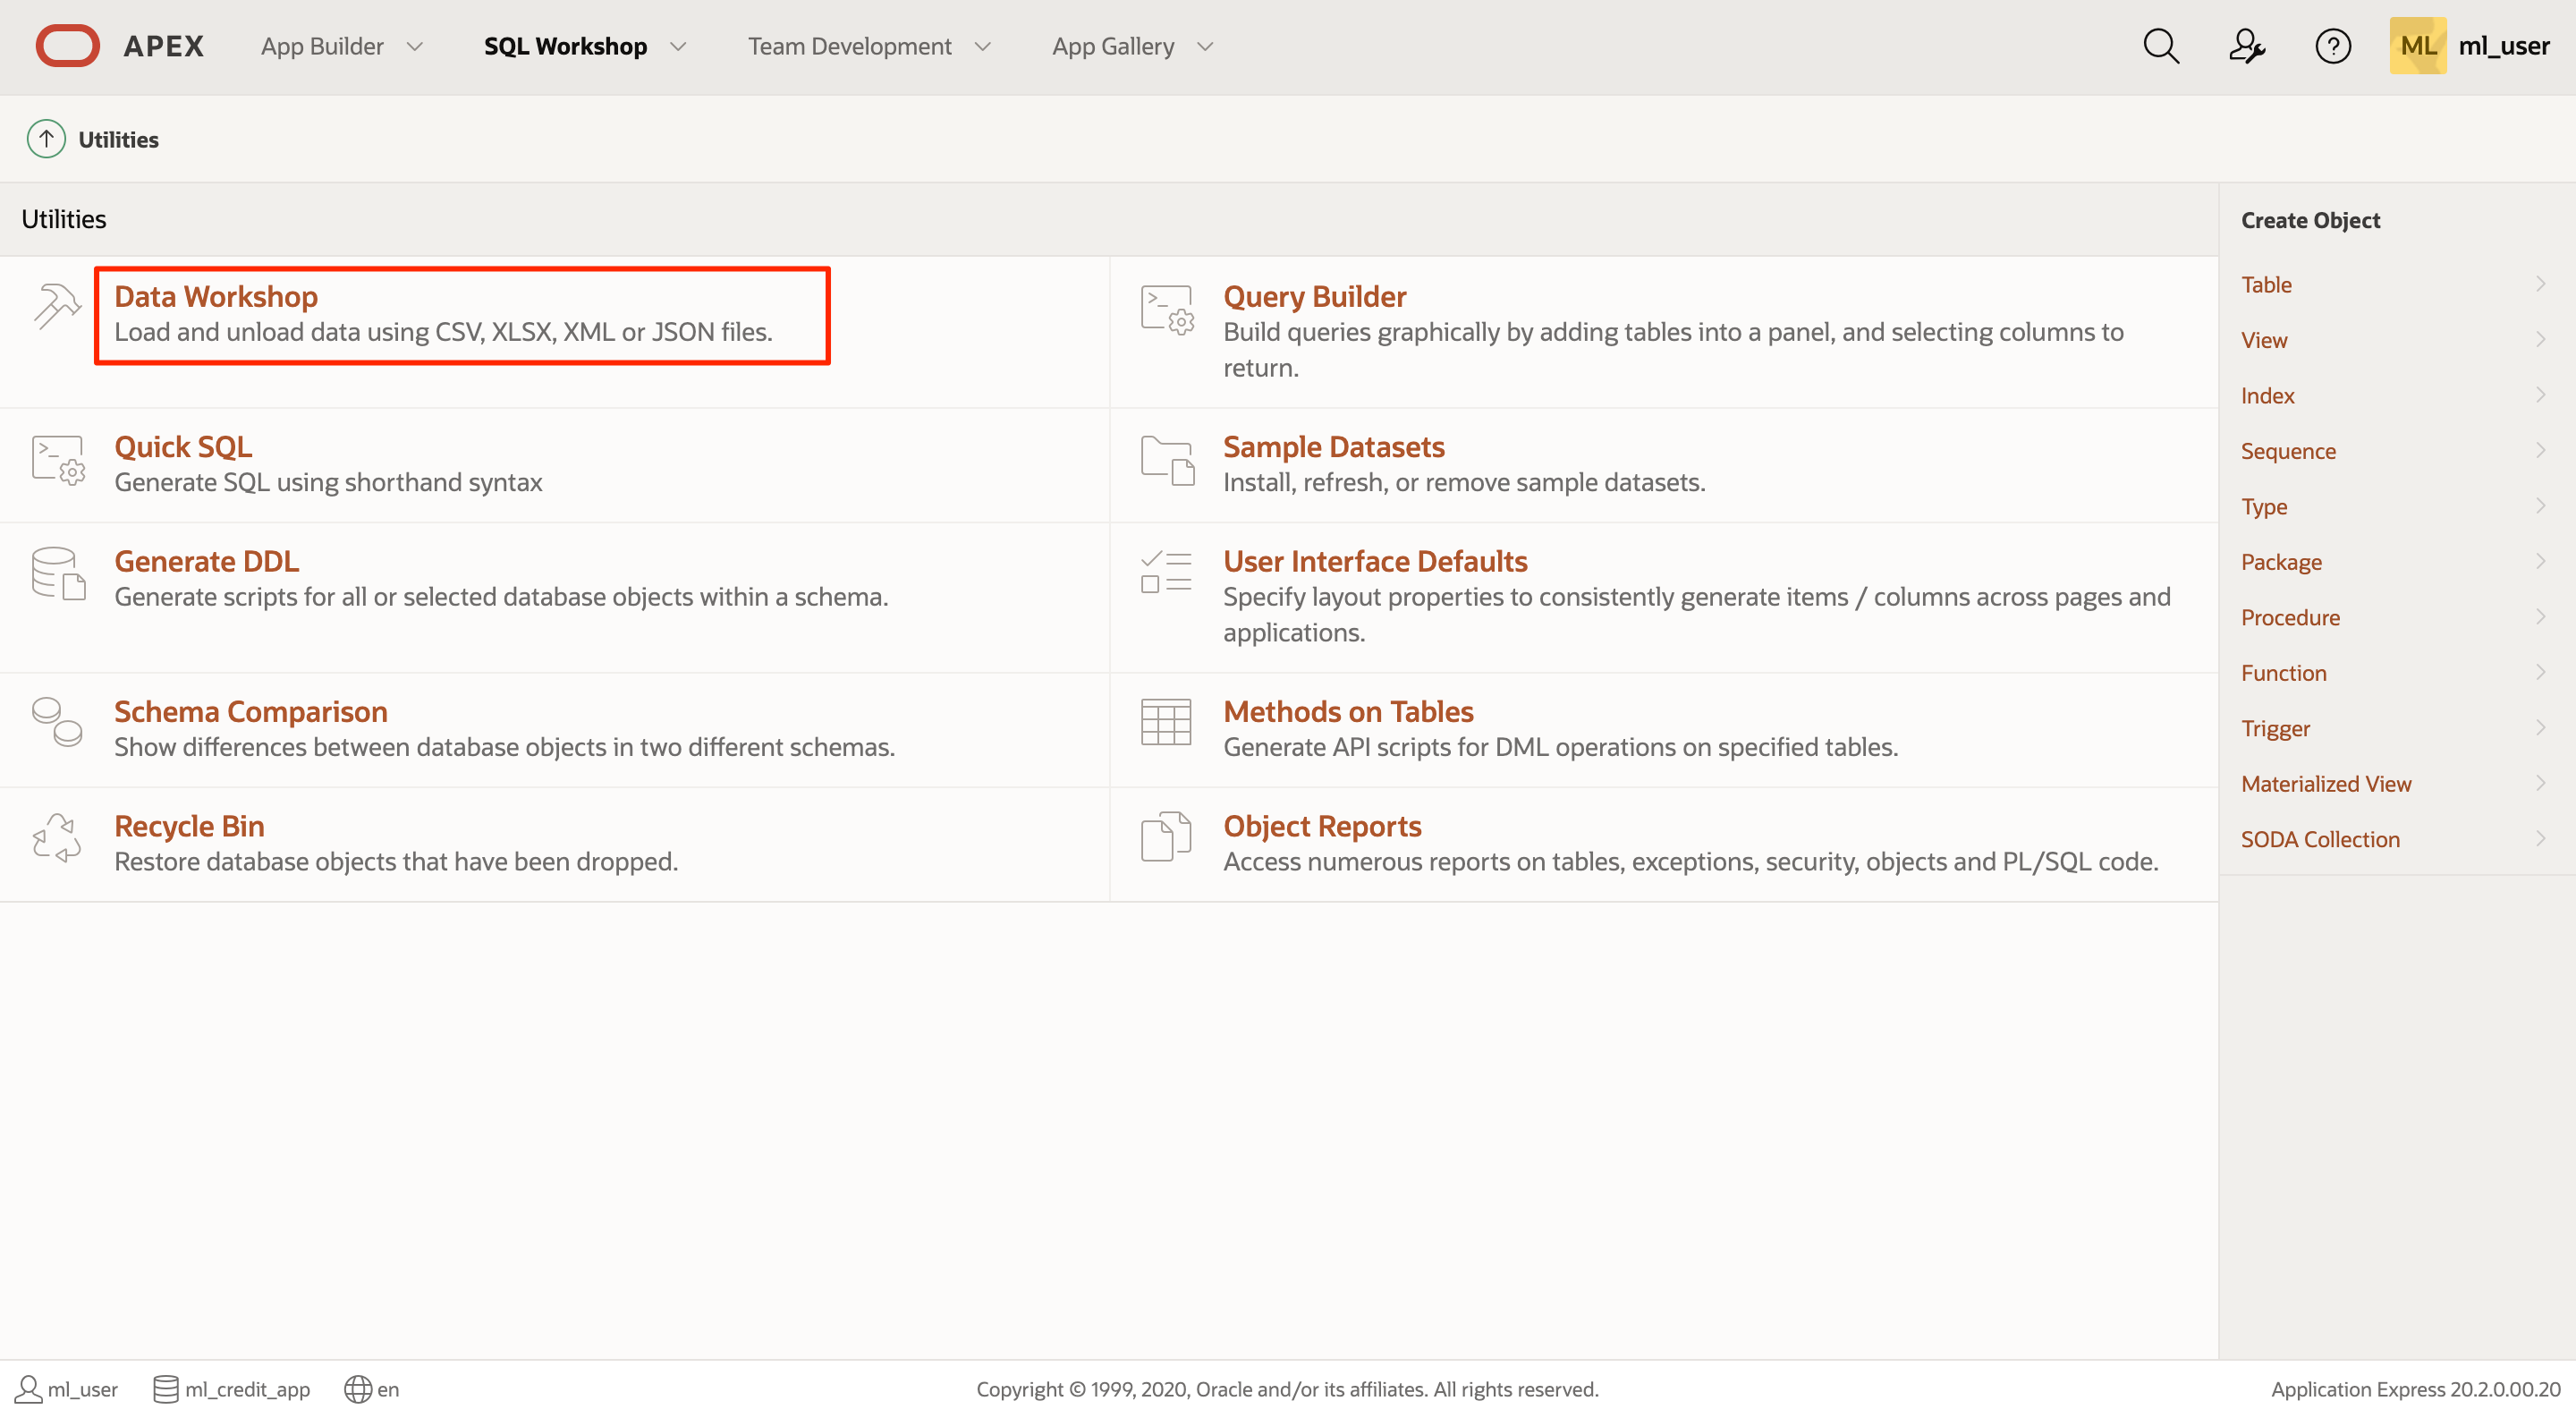 APEX App Builder SQL Workshop Team Development App Gallery ML ml_user
Utilities
Utilities
Data Workshop
Load and unload data using CSV, XLSX, XML or JSON files.
Query Builder
Build queries graphically by adding tables into a panel, and selecting columns to
return.
Quick SQL
Generate SQL using shorthand syntax
Sample Datasets
Install, refresh, or remove sample datasets.
Generate DDL
Generate scripts for all or selected database objects within a schema.
User Interface Defaults
Specify layout properties to consistently generate items / columns across pages and
applications.
Schema Comparison
Show differences between database objects in two different schemas.
Methods on Tables
Generate API scripts for DML operations on specified tables.
Recycle Bin
Restore database objects that have been dropped.
Object Reports
Access numerous reports on tables, exceptions, security, objects and PL/SQL code.
Create Object
Table
View
Index
Sequence
Type
Package
Procedure
Function
Trigger
Materialized View
SODA Collection
ml_user ml_credit_app en Copyright © 1999, 2020, Oracle and/or its affiliates. All rights reserved. Application Express 20.2.0.00.20